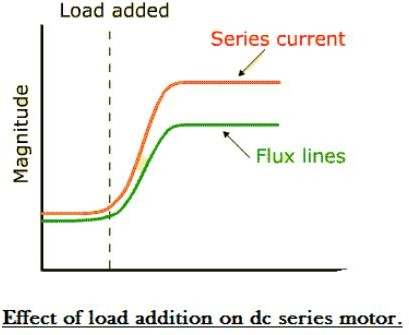 Load added
Series current
Magnitude
Flux lines
Effect of load addition on dc series motor.